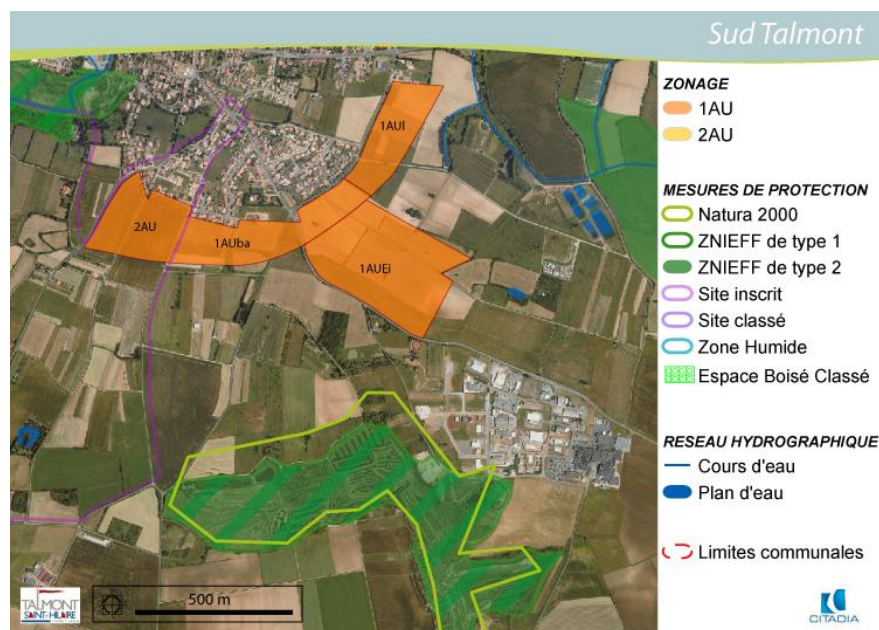 Sud Talmont
ZONAGE
1AU
2AU
MESURES DE PROTECTION
Natura 2000
ZNIEFF de type 1
ZNIEFF de type 2
Site inscrit
Site classé
Zone Humide
Espace Boisé Classé
RESEAU HYDROGRAPHIQUE
Cours d'eau
Plan d'eau
Limites communales
1AUl
2AU
1AUba
1AUEi
500 m
TALMONT
SAINT-HILAIRE
CITADIA